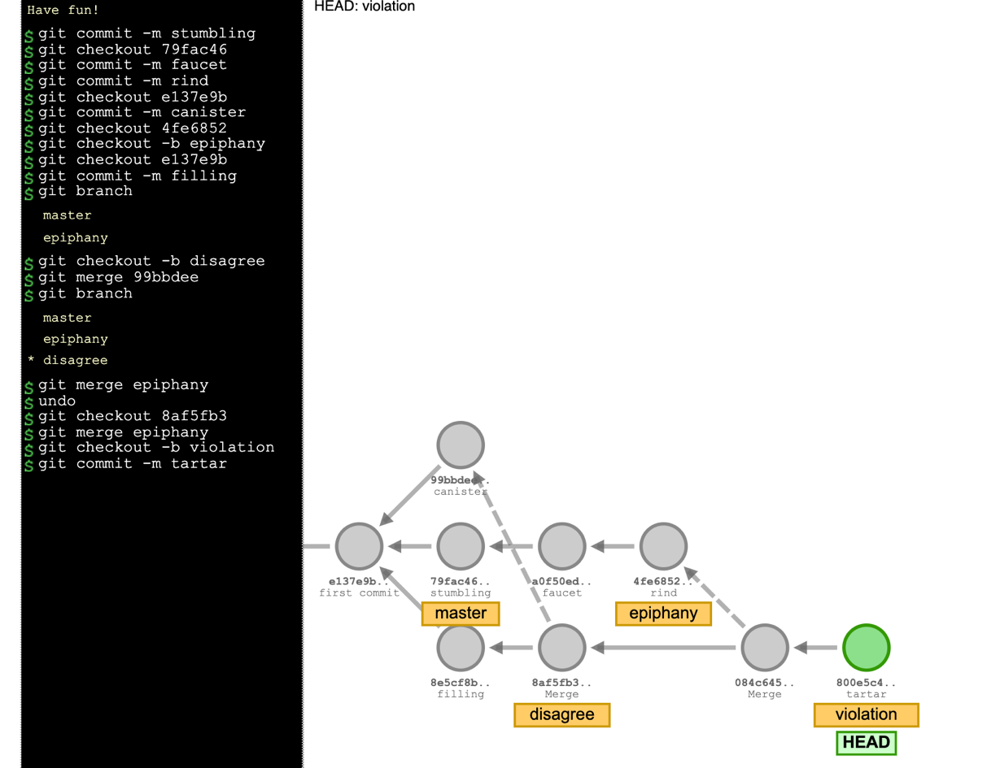 Have fun!
$ git commit -m stumbling
$ git checkout 79fac46
$ git commit -m faucet
$ git commit -m rind
$ git checkout e137e9b
$ git commit -m canister
$ git checkout 4fe6852
$ git checkout -b epiphany
$ git checkout e137e9b
$ git commit -m filling
$ git branch
master
epiphany
$ git checkout -b disagree
$ git merge 99bbdee
$ git branch
master
epiphany
* disagree
$ git merge epiphany
$ undo
$ git checkout 8af5fb3
$ git merge epiphany
$ git checkout -b violation
$ git commit -m tartar
HEAD: violation
99bbdee..
canister
e137e9b..
first commit
79fac46..
stumbling
master
a0f50ed..
faucet
4fe6852..
rind
epiphany
8e5cf8b..
filling
8af5fb3..
Merge
disagree
084c645..
Merge
800e5c4..
tartar
violation
HEAD